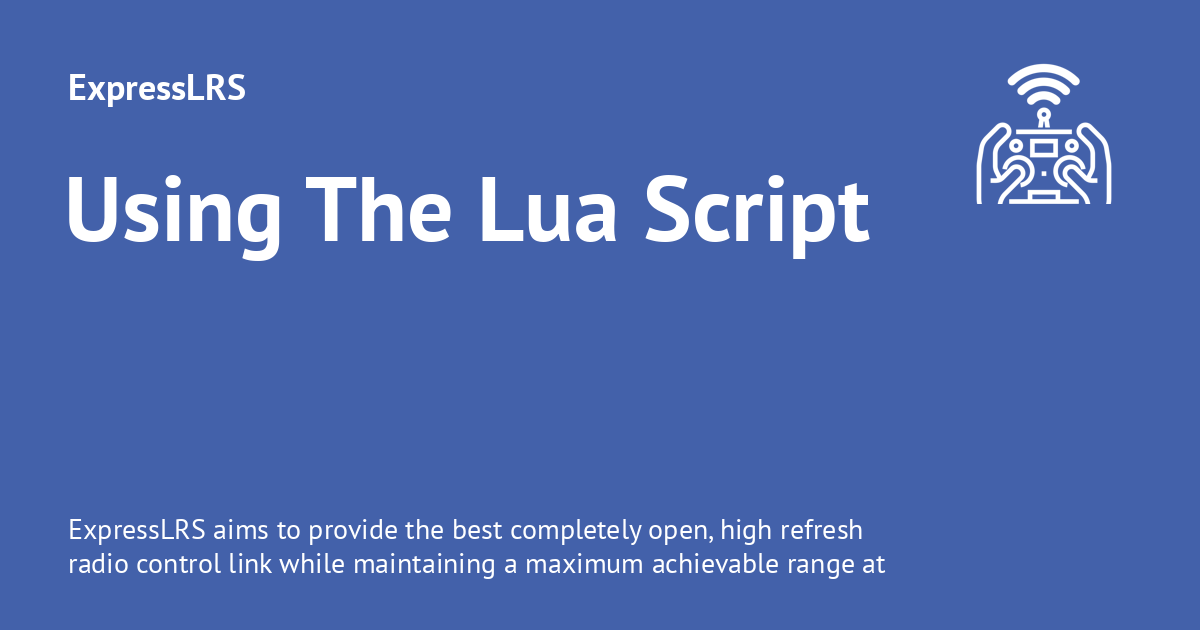 ExpressLRS
Using The Lua Script
ExpressLRS aims to provide the best completely open, high refresh
radio control link while maintaining a maximum achievable range at